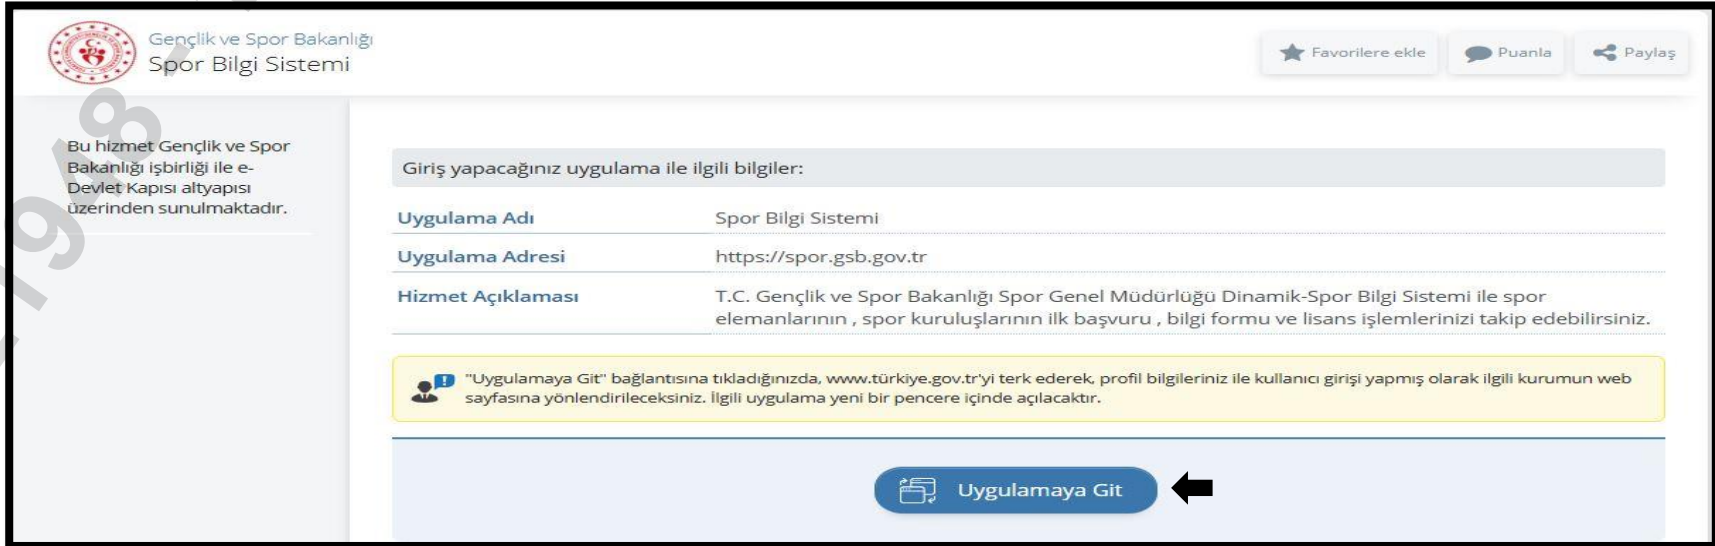 Gençlik ve Spor Bakanlığı
Spor Bilgi Sistemi
Favorilere ekle
Puanla
Paylaş
Bu hizmet Gençlik ve Spor
Bakanlığı işbirliği ile e-
Devlet Kapısı altyapısı
üzerinden sunulmaktadır.
Giriş yapacağınız uygulama ile ilgili bilgiler:
Uygulama Adı Spor Bilgi Sistemi
Uygulama Adresi https://spor.gsb.gov.tr
Hizmet Açıklaması T.C. Gençlik ve Spor Bakanlığı Spor Genel Müdürlüğü Dinamik-Spor Bilgi Sistemi ile spor
elemanlarının , spor kuruluşlarının ilk başvuru , bilgi formu ve lisans işlemlerinizi takip edebilirsiniz.
"Uygulamaya Git" bağlantısına tıkladığınızda, www.türkiye.gov.tr'yi terk ederek, profil bilgileriniz ile kullanıcı girişi yapmış olarak ilgili kurumun web
sayfasına yönlendirileceksiniz. İlgili uygulama yeni bir pencere içinde açılacaktır.
Uygulamaya Git
1948